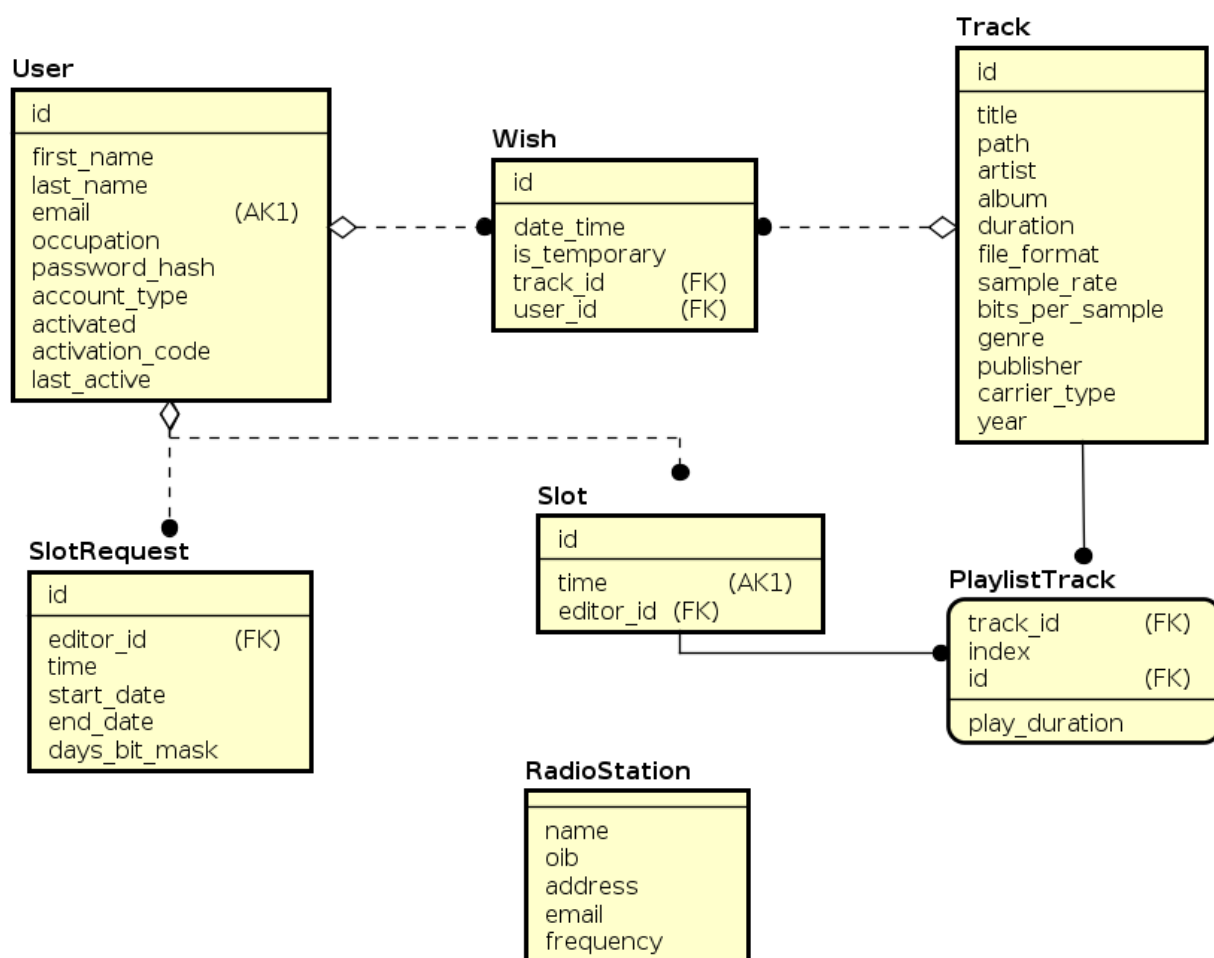 User
id
first_name
last_name
email (AK1)
occupation
password_hash
account_type
activated
activation_code
last_active
Wish
id
date_time
is_temporary
track_id (FK)
user_id (FK)
Track
id
title
path
artist
album
duration
file_format
sample_rate
bits_per_sample
genre
publisher
carrier_type
year
SlotRequest
id
editor_id (FK)
time
start_date
end_date
days_bit_mask
Slot
id
time (AK1)
editor_id (FK)
PlaylistTrack
track_id (FK)
index
id (FK)
play_duration
RadioStation
name
oib
address
email
frequency